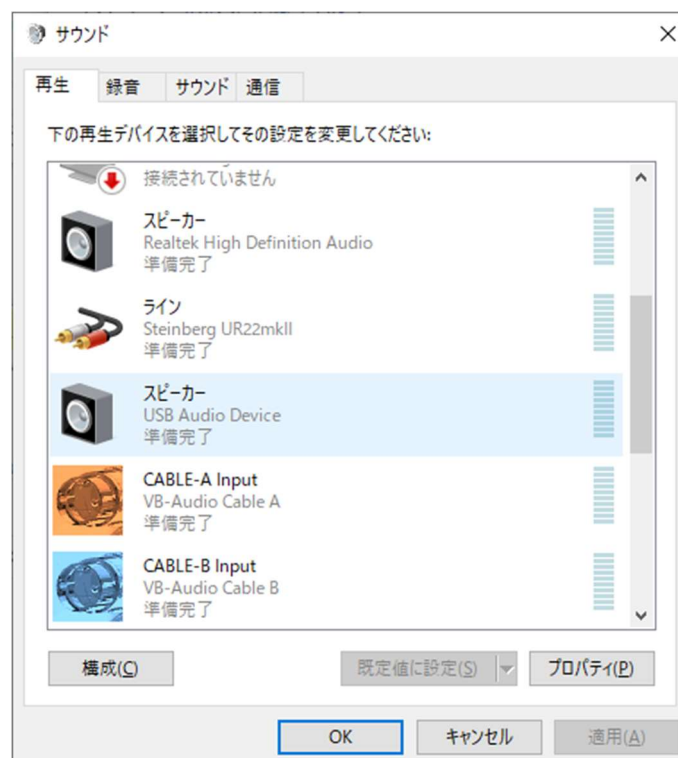 サウンド
再生 録音 サウンド 通信
下の再生デバイスを選択してその設定を変更してください:
接続されていません
スピーカー
Realtek High Definition Audio
準備完了
ライン
Steinberg UR22mkII
準備完了
スピーカー
USB Audio Device
準備完了
CABLE-A Input
VB-Audio Cable A
準備完了
CABLE-B Input
VB-Audio Cable B
準備完了
構成(C) 既定値に設定(S) プロパティ(P)
OK キャンセル 適用(A)